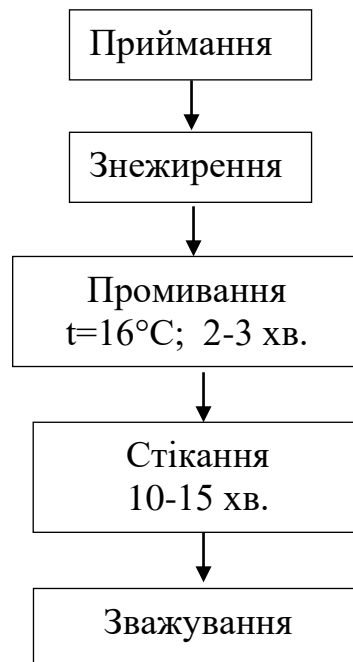 Приймання
Знежирення
Промивання
t=16°C; 2-3 хв.
Стікання
10-15 хв.
Зважування